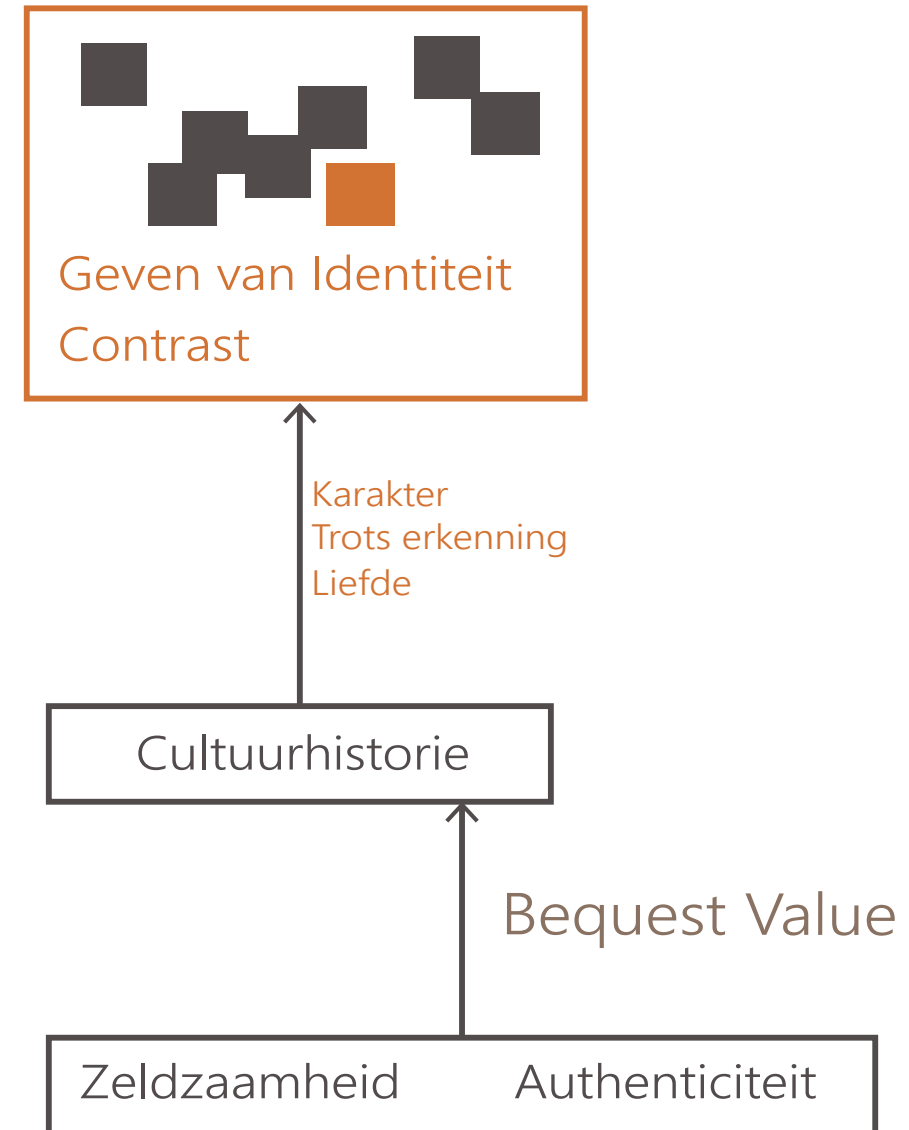 Geven van Identiteit
Contrast
Karakter
Trots erkenning
Liefde
Cultuurhistorie
Bequest Value
Zeldzaamheid Authenticiteit